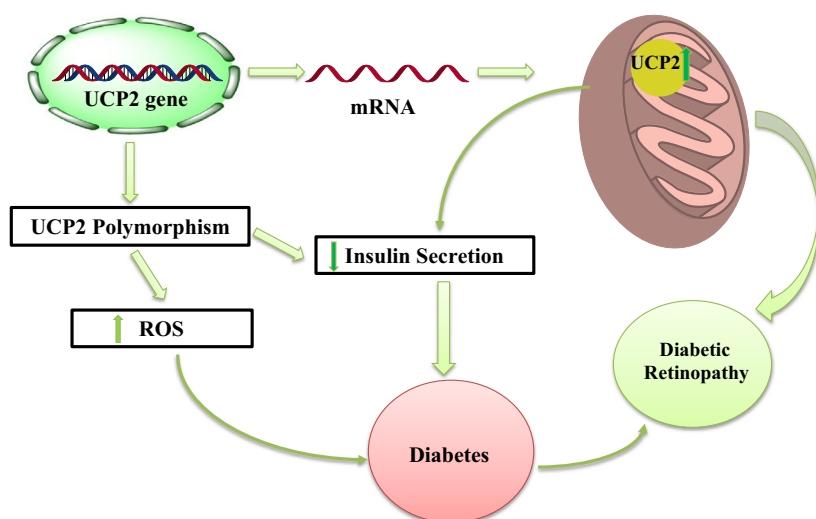 UCP2 gene
mRNA
UCP2
UCP2 Polymorphism
Insulin Secretion
ROS
Diabetic
Retinopathy
Diabetes